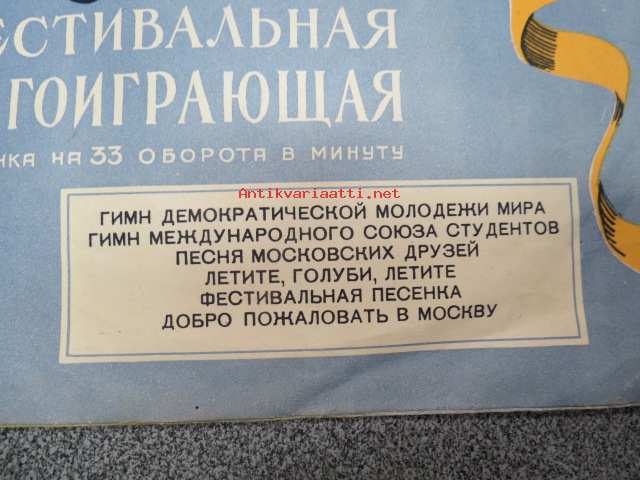 ЕСТИВАЛЬНАЯ
ГОИГРАЮЩАЯ
НКА НА 33 ОБОРОТА В МИНУТУ
Antikvariaatti.net
ГИМН ДЕМОКРАТИЧЕСКОЙ МОЛОДЕЖИ МИРА
ГИМН МЕЖДУНАРОДНОГО СОЮЗА СТУДЕНТОВ
ПЕСНЯ МОСКОВСКИХ ДРУЗЕЙ
ЛЕТИТЕ, ГОЛУБИ, ЛЕТИТЕ
ФЕСТИВАЛЬНАЯ ПЕСЕНКА
ДОБРО ПОЖАЛОВАТЬ В МОСКВУ